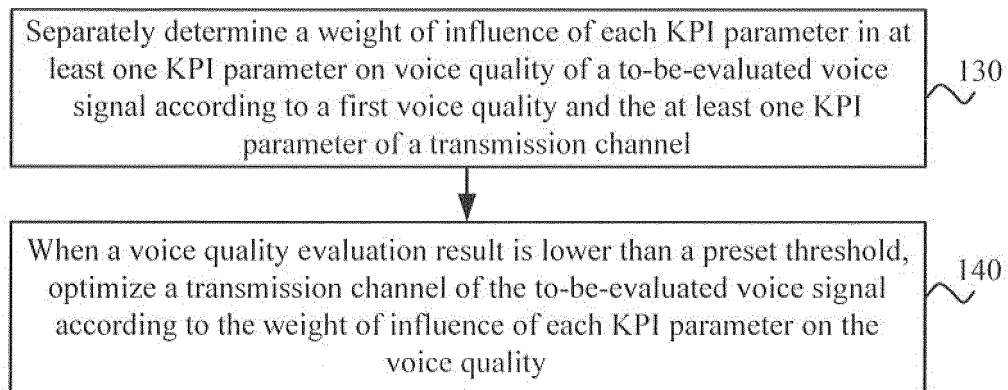 Separately determine a weight of influence of each KPI parameter in at
least one KPI parameter on voice quality of a to-be-evaluated voice
signal according to a first voice quality and the at least one KPI
parameter of a transmission channel
130
When a voice quality evaluation result is lower than a preset threshold,
optimize a transmission channel of the to-be-evaluated voice signal
according to the weight of influence of each KPI parameter on the
voice quality
140